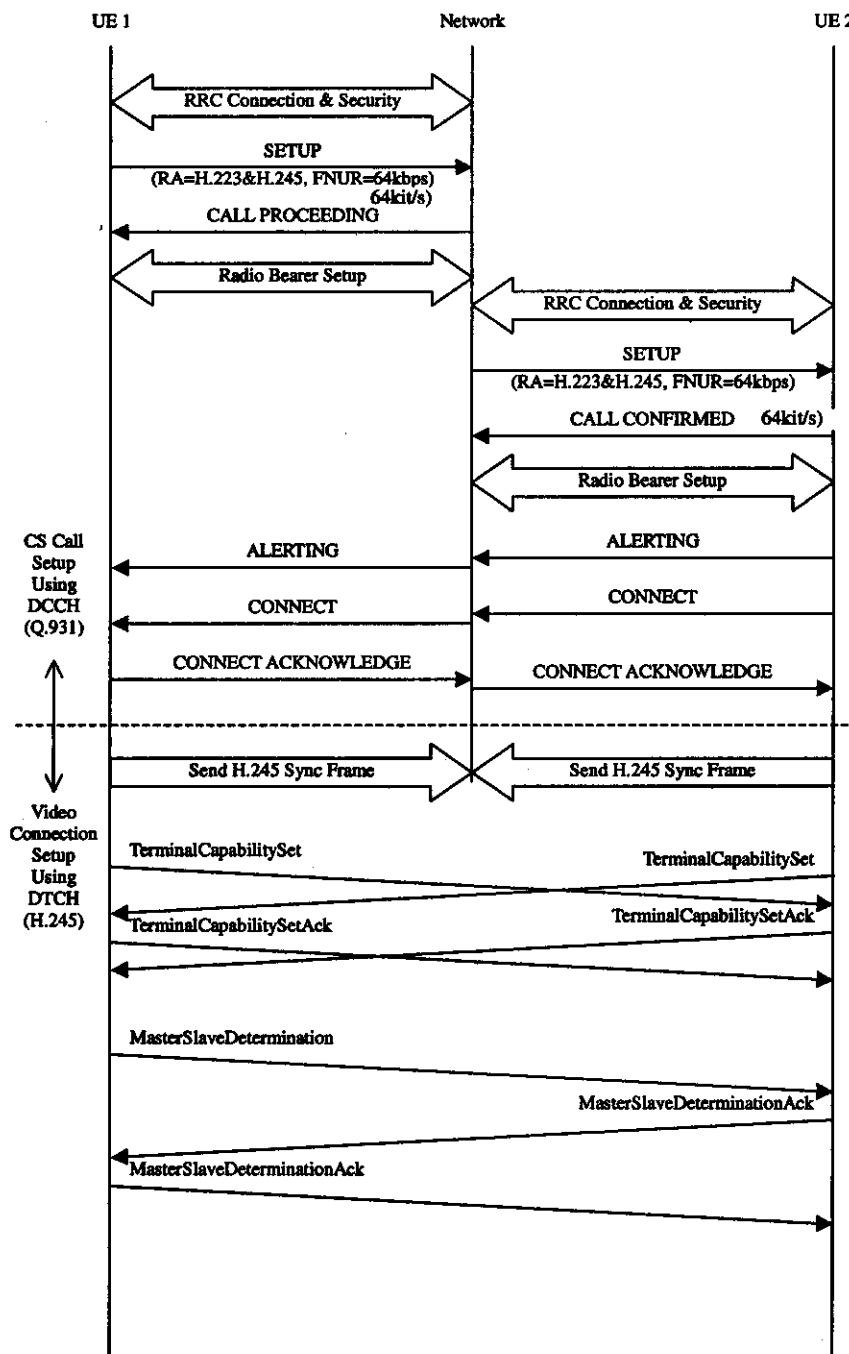 UE 1
Network
UE 2
RRC Connection & Security
SETUP
(RA=H.223&H.245, FNUR=64kbps)
64kit/s)
CALL PROCEEDING
Radio Bearer Setup
RRC Connection & Security
SETUP
(RA=H.223&H.245, FNUR=64kbps)
CALL CONFIRMED 64kit/s)
Radio Bearer Setup
CS Call
Setup
Using
DCCH
(Q.931)
ALERTING
ALERTING
CONNECT
CONNECT
CONNECT ACKNOWLEDGE
CONNECT ACKNOWLEDGE
Send H.245 Sync Frame
Send H.245 Sync Frame
Video
Connection
Setup
Using
DTCH
(H.245)
TerminalCapabilitySet
TerminalCapabilitySet
TerminalCapabilitySetAck
TerminalCapabilitySetAck
MasterSlaveDetermination
MasterSlaveDeterminationAck
MasterSlaveDeterminationAck